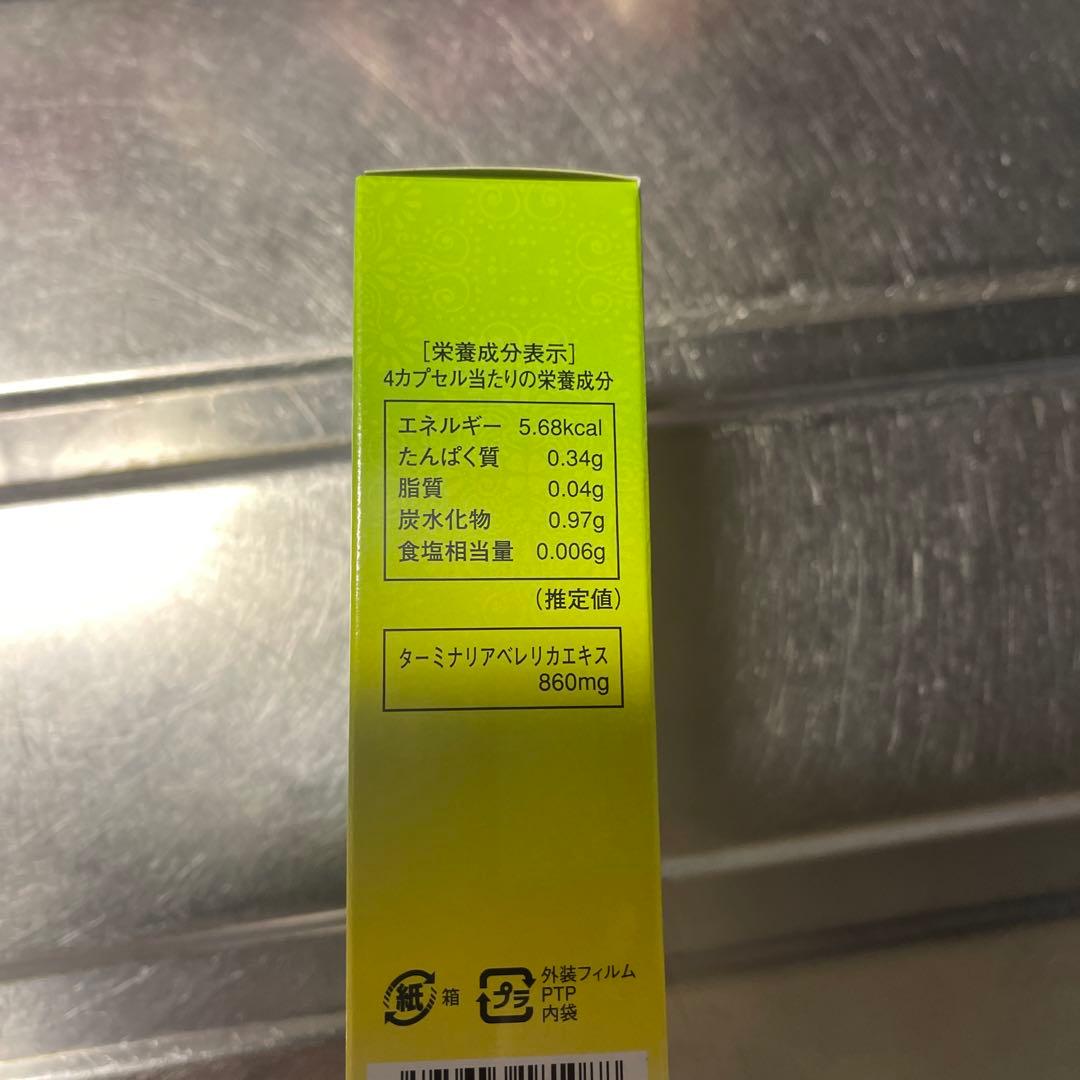 [栄養成分表示]
4カプセル当たりの栄養成分
エネルギー 5.68kcal
たんぱく質 0.34g
脂質 0.04g
炭水化物 0.97g
食塩相当量 0.006g
(推定値)
ターミナリアベレリカエキス
860mg
紙 箱
プラ 外装フィルム
PTP
内袋